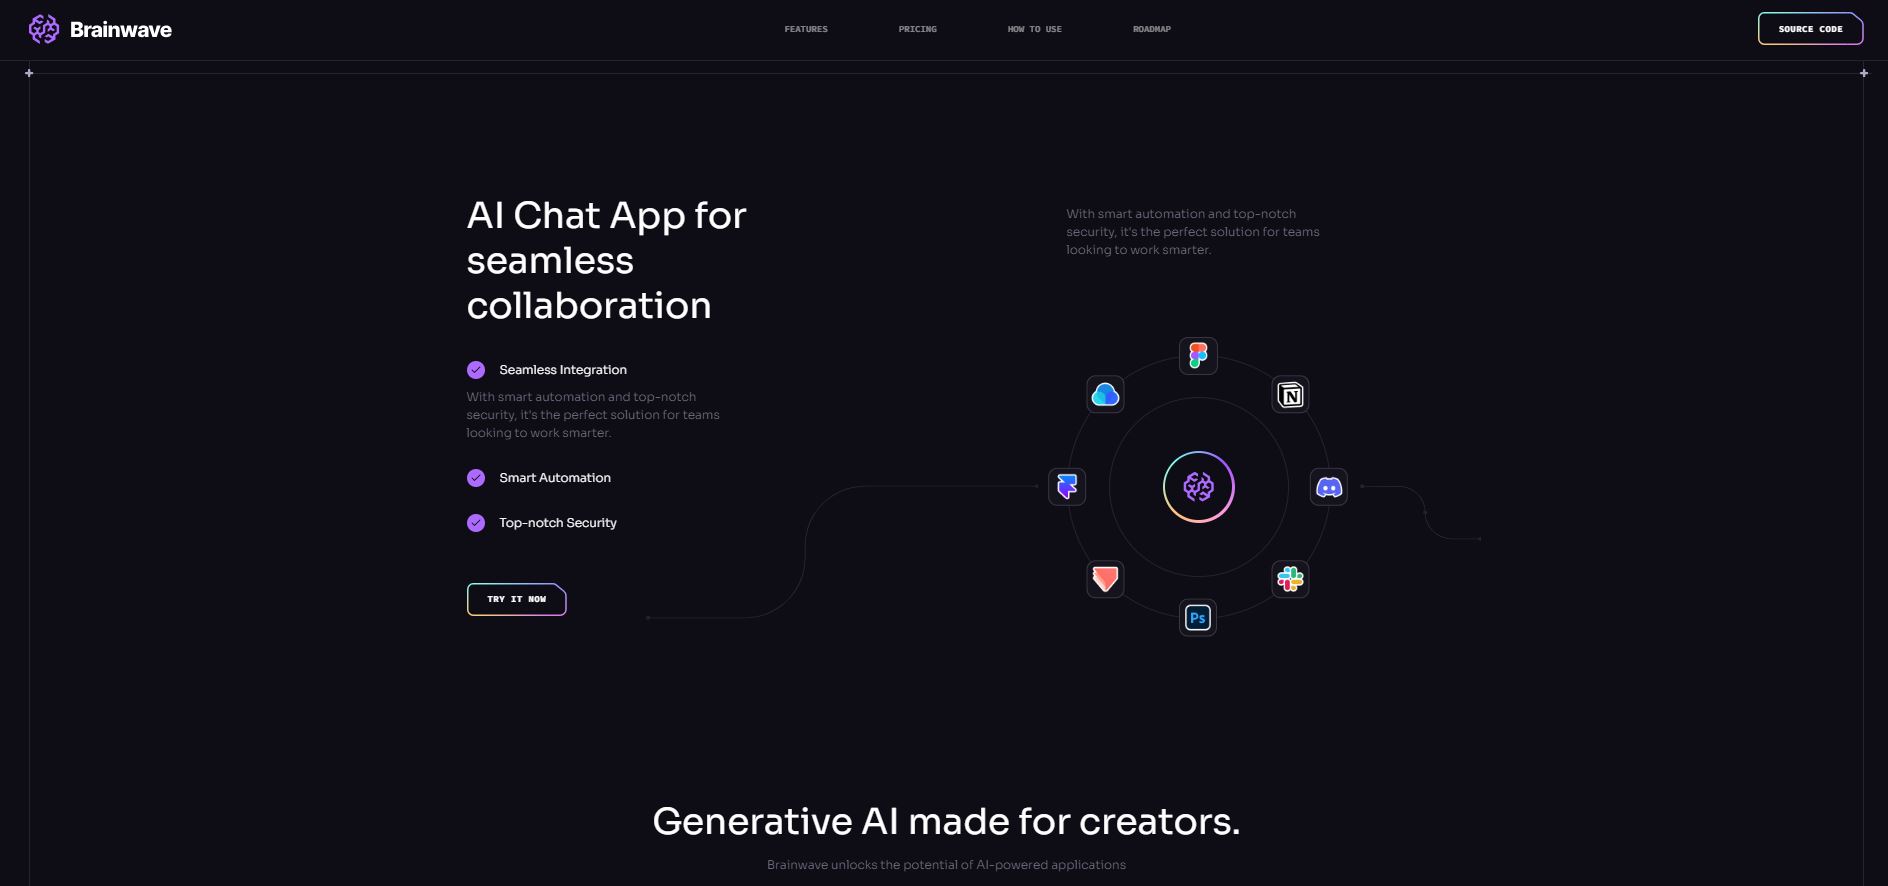 Brainwave
FEATURES
PRICING
HOW TO USE
ROADMAP
SOURCE CODE
AI Chat App for
seamless
collaboration
Seamless Integration
With smart automation and top-notch
security, it's the perfect solution for teams
looking to work smarter.
Smart Automation
Top-notch Security
TRY IT NOW
With smart automation and top-notch
security, it's the perfect solution for teams
looking to work smarter.
N
Ps
Generative AI made for creators.
Brainwave unlocks the potential of AI-powered applications